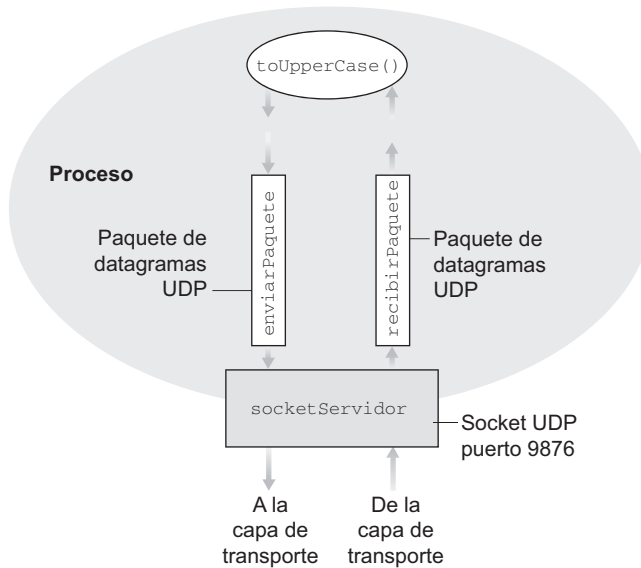 toUpperCase()
Proceso
Paquete de
datagramas
UDP
enviarPaquete
recibirPaquete
Paquete de
datagramas
UDP
socketServidor
Socket UDP
puerto 9876
A la
capa de
transporte
De la
capa de
transporte